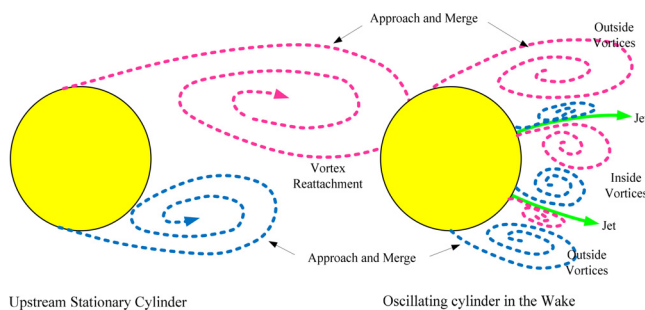 Approach and Merge
Outside
Vortices
Jet
Vortex
Reattachment
Inside
Vortices
Jet
Approach and Merge
Outside
Vortices
Upstream Stationary Cylinder
Oscillating cylinder in the Wake